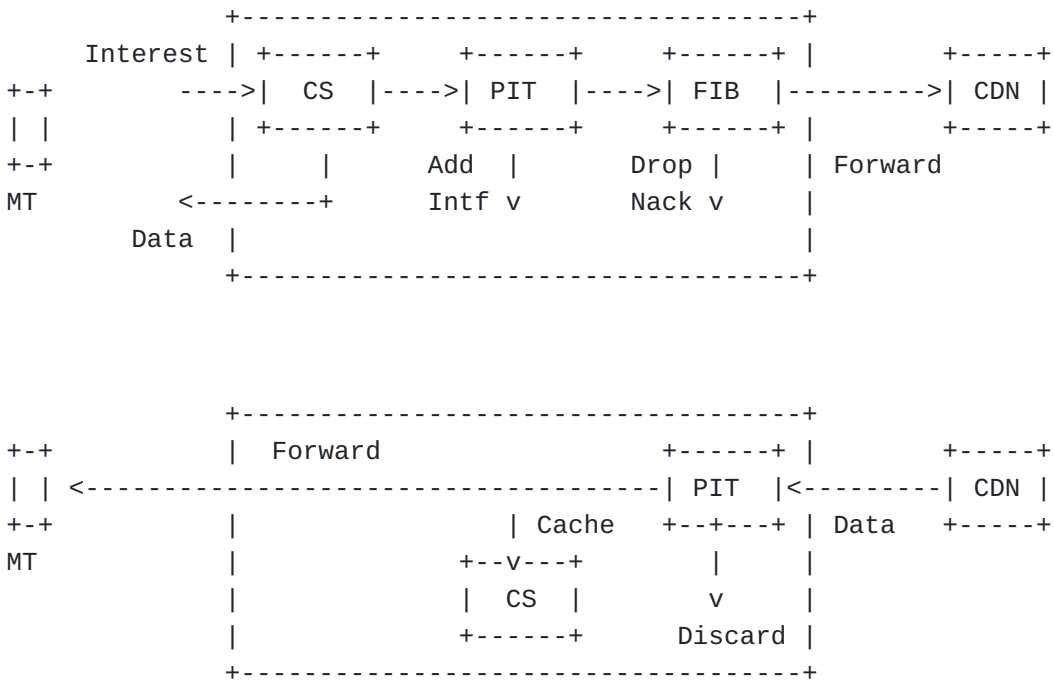 Interest
CS PIT FIB CDN
Add Drop Forward
MT Intf v Nack v
Data
Forward
PIT CDN
Cache Data
MT v
CS v
Discard